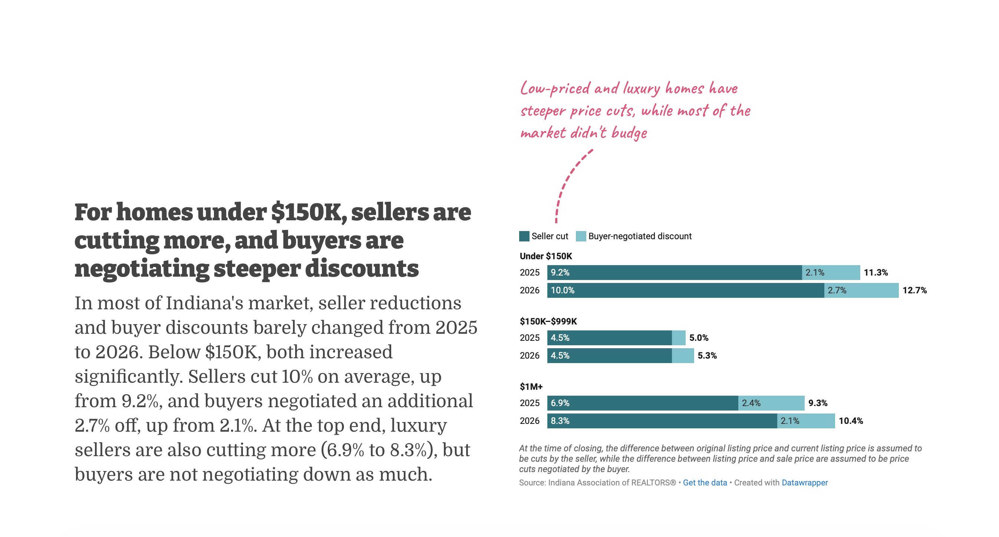 For homes under $150K, sellers are
cutting more, and buyers are
negotiating steeper discounts
In most of Indiana's market, seller reductions
and buyer discounts barely changed from 2025
to 2026. Below $150K, both increased
significantly. Sellers cut 10% on average, up
from 9.2%, and buyers negotiated an additional
2.7% off, up from 2.1%. At the top end, luxury
sellers are also cutting more (6.9% to 8.3%), but
buyers are not negotiating down as much.
Low-priced and luxury homes have
steeper price cuts, while most of the
market didn't budge
Seller cut Buyer-negotiated discount
Under $150K
2025 9.2% 2.1% 11.3%
2026 10.0% 2.7% 12.7%
$150K–$999K
2025 4.5% 5.0%
2026 4.5% 5.3%
$1M+
2025 6.9% 2.4% 9.3%
2026 8.3% 2.1% 10.4%
At the time of closing, the difference between original listing price and current listing price is assumed to
be cuts by the seller, while the difference between listing price and sale price are assumed to be price
cuts negotiated by the buyer.
Source: Indiana Association of REALTORS® • Get the data • Created with Datawrapper